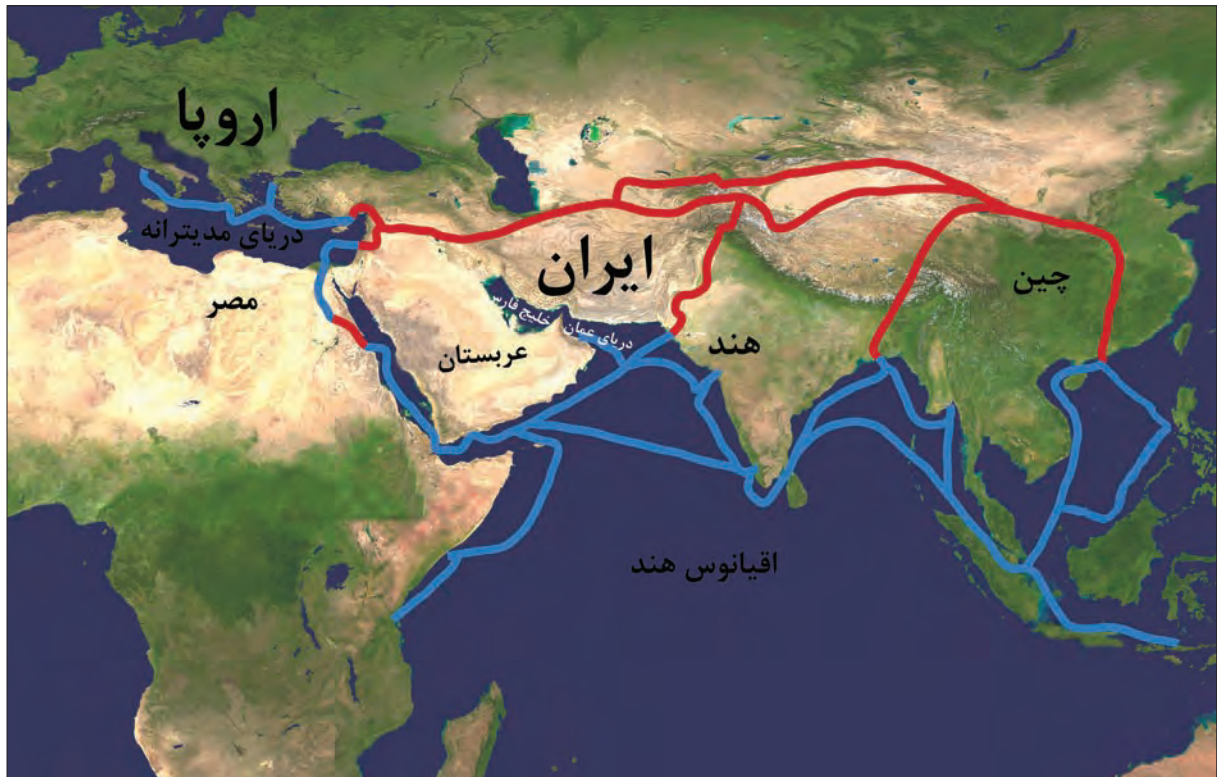 اروپا
دریای مدیترانه
مصر
ایران
چین
خلیج فارس
دریای عمان
هند
عربستان
اقیانوس هند